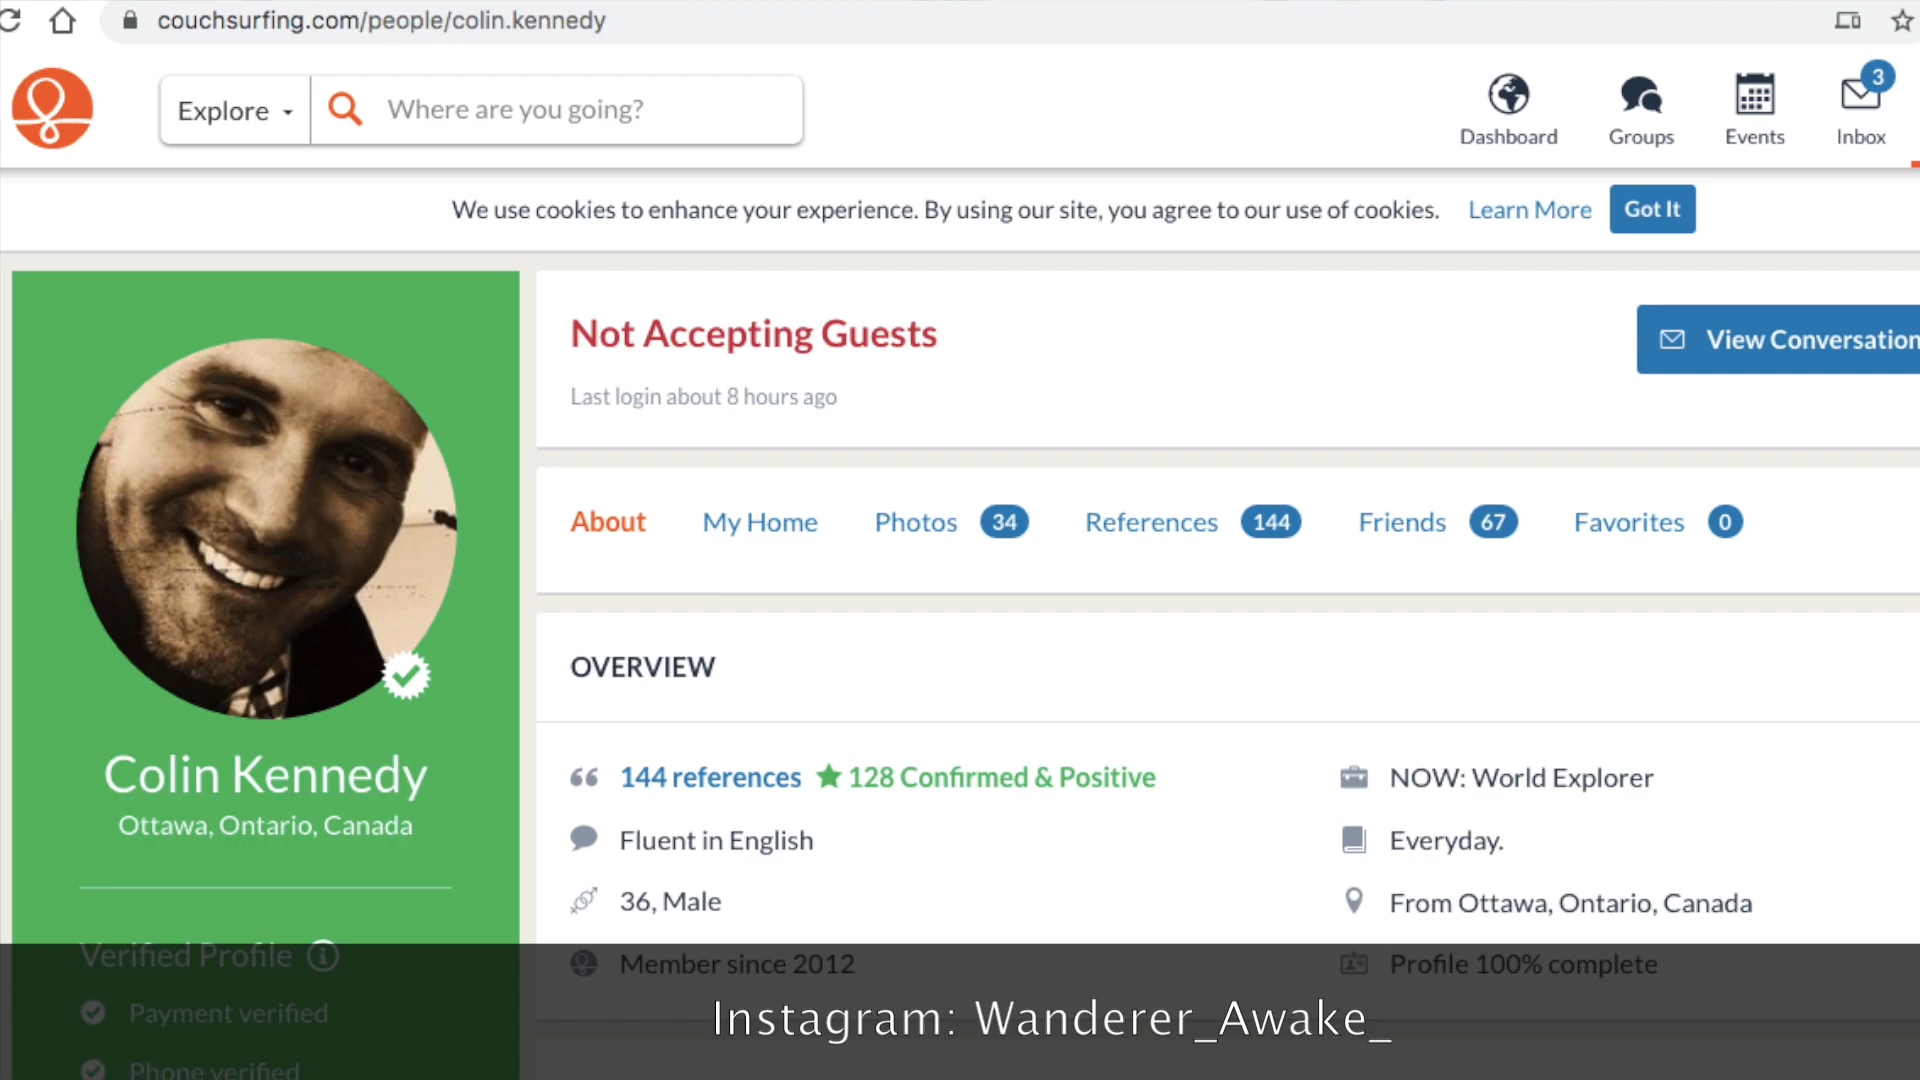 couchsurfing.com/people/colin.kennedy
Explore
Where are you going?
Dashboard
Groups
Events
3
Inbox
We use cookies to enhance your experience. By using our site, you agree to our use of cookies. Learn More Got It
Not Accepting Guests
View Conversation
Last login about 8 hours ago
About My Home Photos 34 References 144 Friends 67 Favorites 0
OVERVIEW
Colin Kennedy
Ottawa, Ontario, Canada
144 references 128 Confirmed & Positive
NOW: World Explorer
Fluent in English
Everyday.
36, Male
From Ottawa, Ontario, Canada
Member since 2012
Profile 100% complete
Verified Profile
Payment verified
Phone verified
Instagram: Wanderer_Awake_